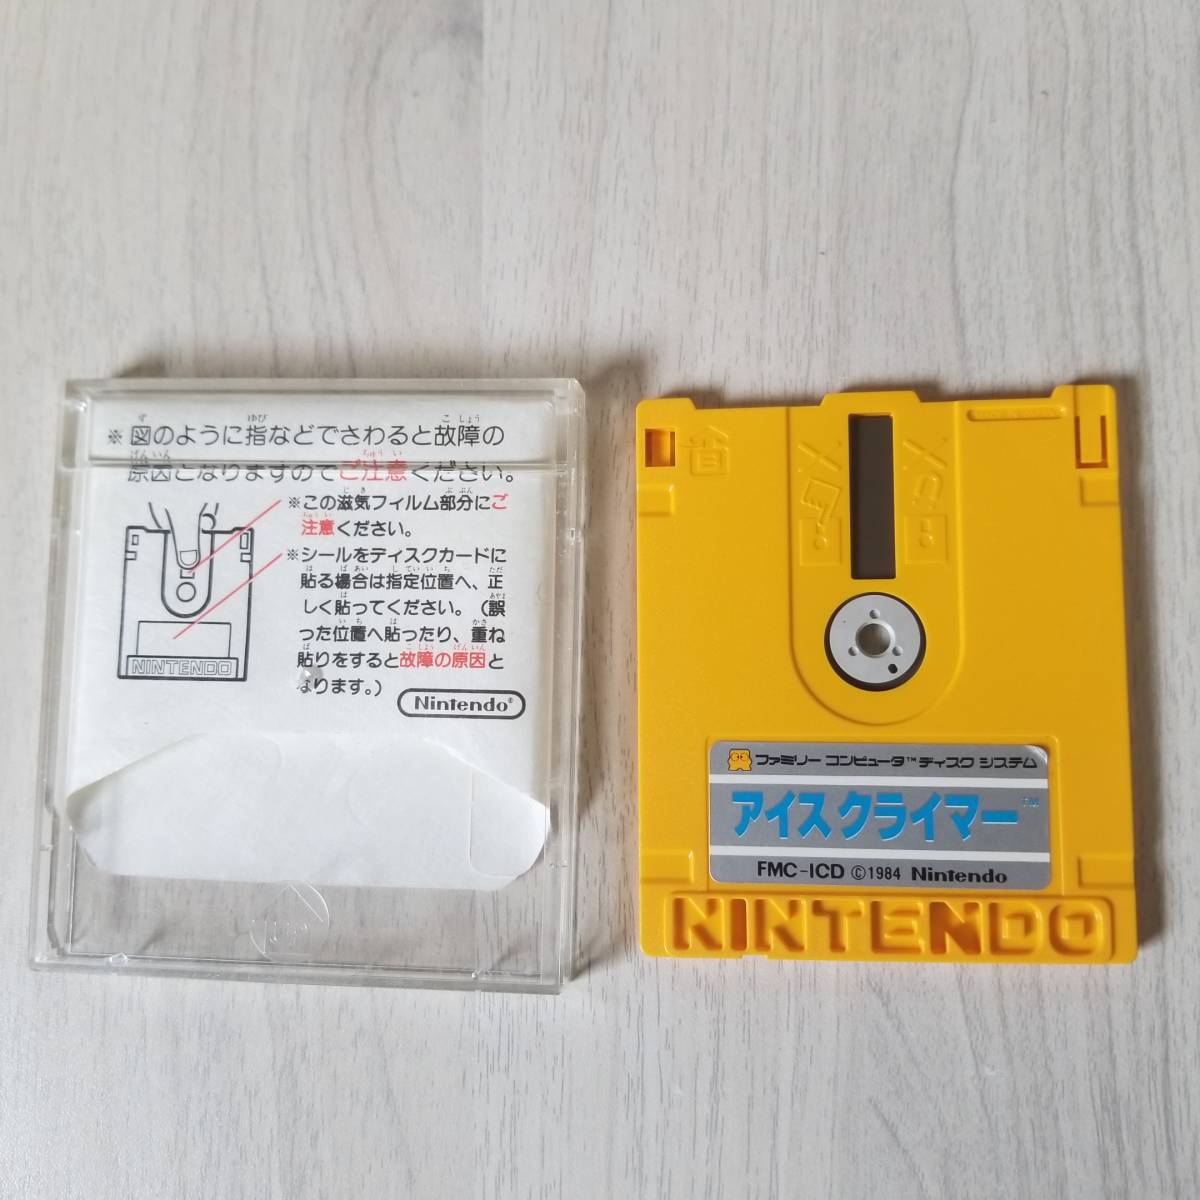 ※図のように指などでさわると故障の
原因となりますのでご注意ください。
※この滋気フィルム部分にご
注意ください。
※シールをディスクカードに
貼る場合は指定位置へ、正
しく貼ってください。（誤
った位置へ貼ったり、重ね
貼りをすると故障の原因と
なります。）
NINTENDO
Nintendo®
ファミリー コンピュータ™ ディスク システム
アイスクライマー™
FMC-ICD ©1984 Nintendo
NINTENDO